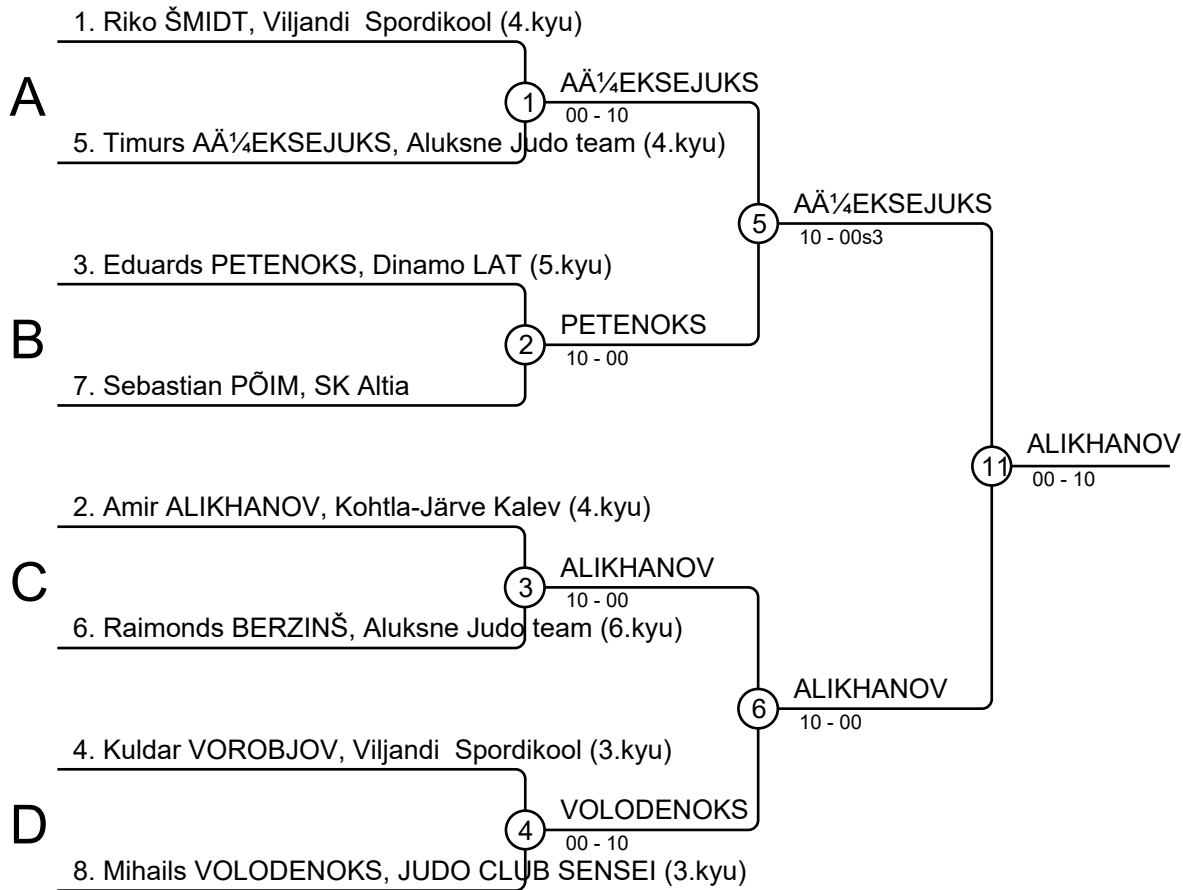 1. Riko ŠMIDT, Viljandi  Spordikool (4.kyu)
A
1
AÄ¼EKSEJUKS
00 - 10
5. Timurs AÄ¼EKSEJUKS, Aluksne Judo team (4.kyu)
5
AÄ¼EKSEJUKS
10 - 00s3
3. Eduards PETENOKS, Dinamo LAT (5.kyu)
B
2
PETENOKS
10 - 00
7. Sebastian PÕIM, SK Altia
11
ALIKHANOV
00 - 10
2. Amir ALIKHANOV, Kohtla-Järve Kalev (4.kyu)
C
3
ALIKHANOV
10 - 00
6. Raimonds BERZINŠ, Aluksne Judo team (6.kyu)
6
ALIKHANOV
10 - 00
4. Kuldar VOROBJOV, Viljandi  Spordikool (3.kyu)
D
4
VOLODENOKS
00 - 10
8. Mihails VOLODENOKS, JUDO CLUB SENSEI (3.kyu)